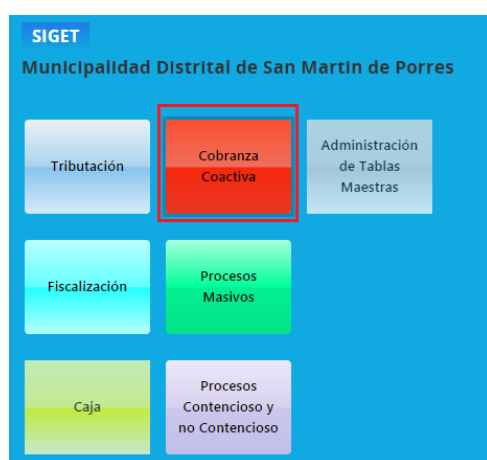 SIGET
Municipalidad Distrital de San Martin de Porres
Tributación
Cobranza
Coactiva
Administración
de Tablas
Maestras
Fiscalización
Procesos
Masivos
Caja
Procesos
Contencioso y
no Contencioso